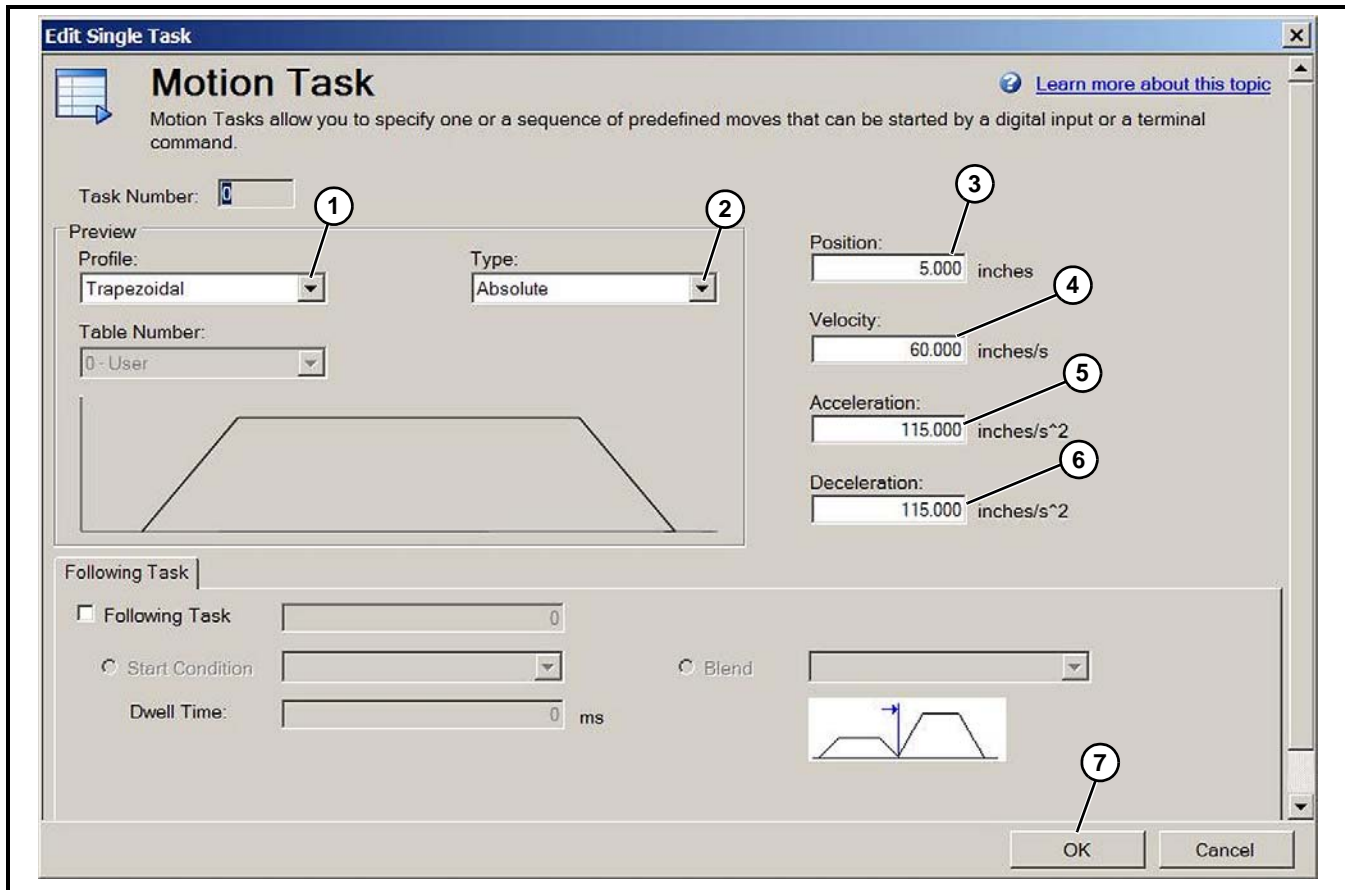 Edit Single Task
Motion Task
Learn more about this topic
Motion Tasks allow you to specify one or a sequence of predefined moves that can be started by a digital input or a terminal
command.
Task Number: 0
1
2
3
Preview
Profile:
Type:
Position:
Trapezoidal
Absolute
5.000 inches
4
Table Number:
Velocity:
0 - User
60.000 inches/s
5
Acceleration:
115.000 inches/s^2
6
Deceleration:
115.000 inches/s^2
Following Task
Following Task 0
Start Condition
Blend
Dwell Time: 0 ms
7
OK
Cancel